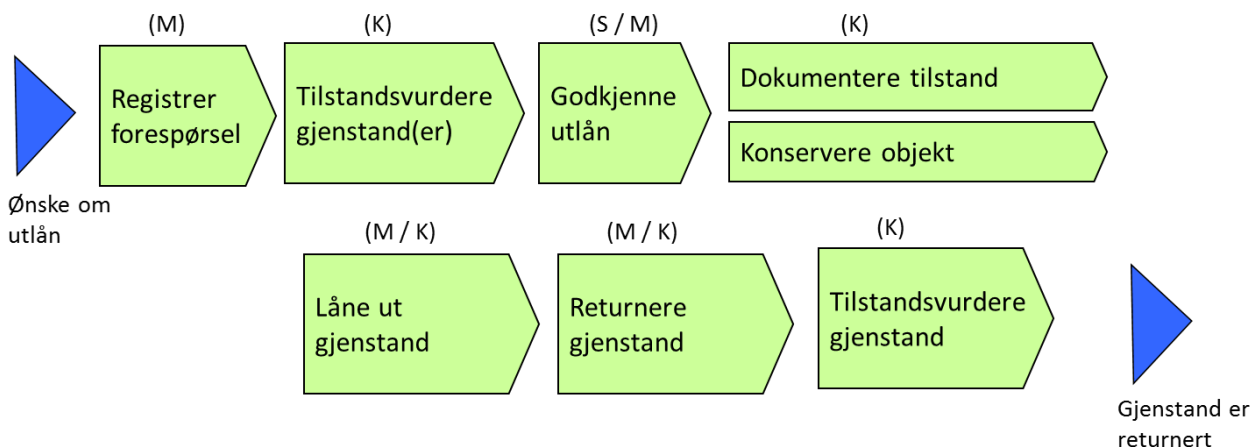 (M)
(K)
(S / M)
(K)
Registrer
forespørsel
Tilstandsvurdere
gjenstand(er)
Godkjenne
utlån
Dokumentere tilstand
Konservere objekt
Ønske om
utlån
(M / K)
(M / K)
(K)
Låne ut
gjenstand
Returnere
gjenstand
Tilstandsvurdere
gjenstand
Gjenstand er
returnert